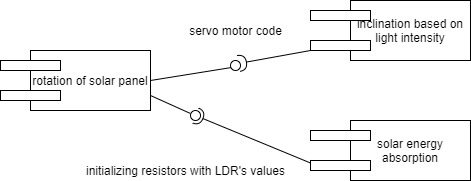 servo motor code
inclination based on
light intensity
rotation of solar panel
solar energy
absorption
initializing resistors with LDR's values